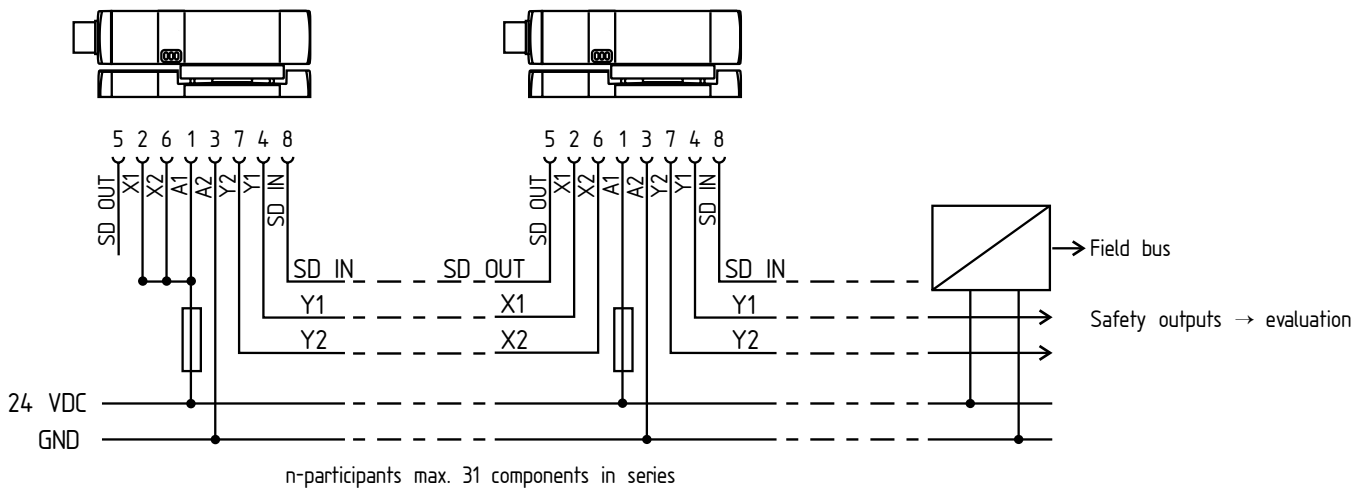 5 2 6 1 3 7 4 8
5 2 6 1 3 7 4 8
SD OUT
X1
X2
A1
A2
Y2
Y1
SD IN
SD OUT
X1
X2
A1
A2
Y2
Y1
SD IN
Field bus
SD IN
SD OUT
SD IN
Y1
X1
Y1
Safety outputs → evaluation
Y2
X2
Y2
24 VDC
GND
n-participants max. 31 components in series